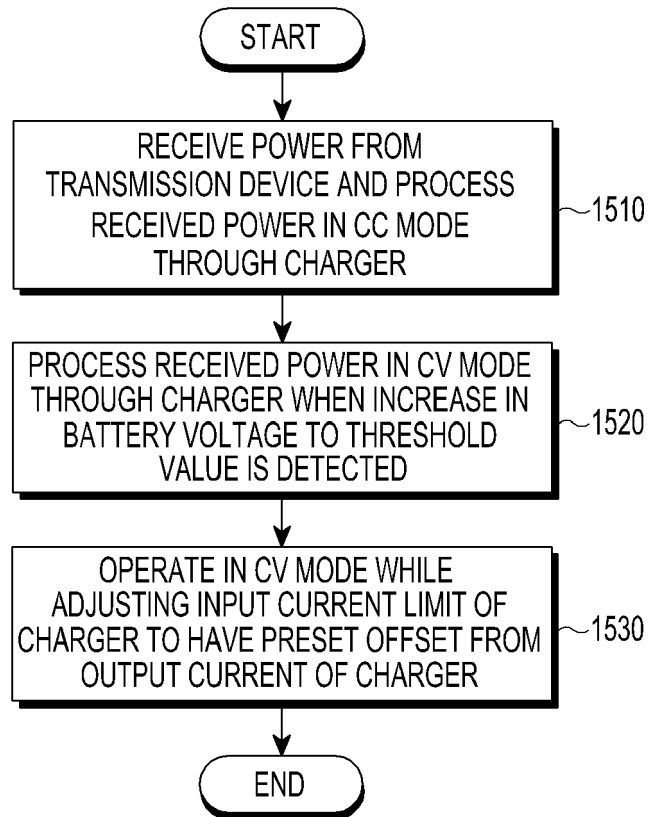 START
RECEIVE POWER FROM
TRANSMISSION DEVICE AND PROCESS
RECEIVED POWER IN CC MODE
THROUGH CHARGER
1510
PROCESS RECEIVED POWER IN CV MODE
THROUGH CHARGER WHEN INCREASE IN
BATTERY VOLTAGE TO THRESHOLD
VALUE IS DETECTED
1520
OPERATE IN CV MODE WHILE
ADJUSTING INPUT CURRENT LIMIT OF
CHARGER TO HAVE PRESET OFFSET FROM
OUTPUT CURRENT OF CHARGER
1530
END